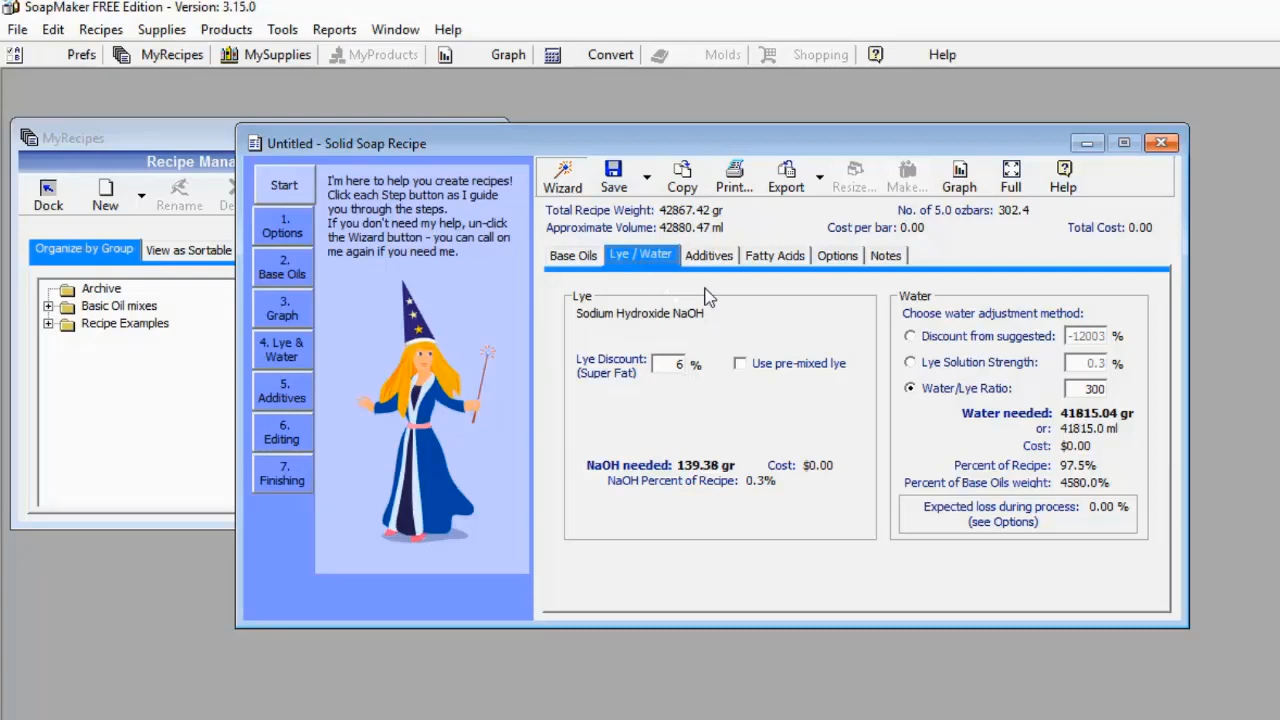 SoapMaker FREE Edition - Version: 3.15.0
File Edit Recipes Supplies Products Tools Reports Window Help
Prefs MyRecipes MySupplies MyProducts Graph Convert Molds Shopping Help
MyRecipes
Recipe Mana
Dock New Rename De
Organize by Group View as Sortable
Archive
Basic Oil mixes
Recipe Examples
Untitled - Solid Soap Recipe
Start
1.
Options
2.
Base Oils
3.
Graph
4. Lye &
Water
5.
Additives
6.
Editing
7.
Finishing
I'm here to help you create recipes!
Click each Step button as I guide
you through the steps.
If you don't need my help, un-click
the Wizard button - you can call on
me again if you need me.
Wizard Save Copy Print... Export Resize... Make... Graph Full Help
Total Recipe Weight: 42867.42 gr No. of 5.0 ozbars: 302.4
Approximate Volume: 42880.47 ml Cost per bar: 0.00 Total Cost: 0.00
Base Oils Lye / Water Additives Fatty Acids Options Notes
Lye
Sodium Hydroxide NaOH
Lye Discount: 6 %
(Super Fat)
Use pre-mixed lye
NaOH needed: 139.38 gr Cost: $0.00
NaOH Percent of Recipe: 0.3%
Water
Choose water adjustment method:
Discount from suggested: -12003 %
Lye Solution Strength: 0.3 %
Water/Lye Ratio: 300
Water needed: 41815.04 gr
or: 41815.0 ml
Cost: $0.00
Percent of Recipe: 97.5%
Percent of Base Oils weight: 4580.0%
Expected loss during process: 0.00 %
(see Options)